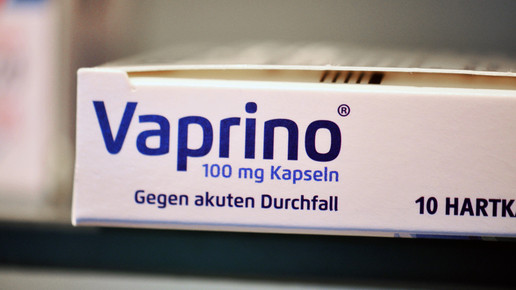 Vaprino®
100 mg Kapseln
Gegen akuten Durchfall
10 HARTKA